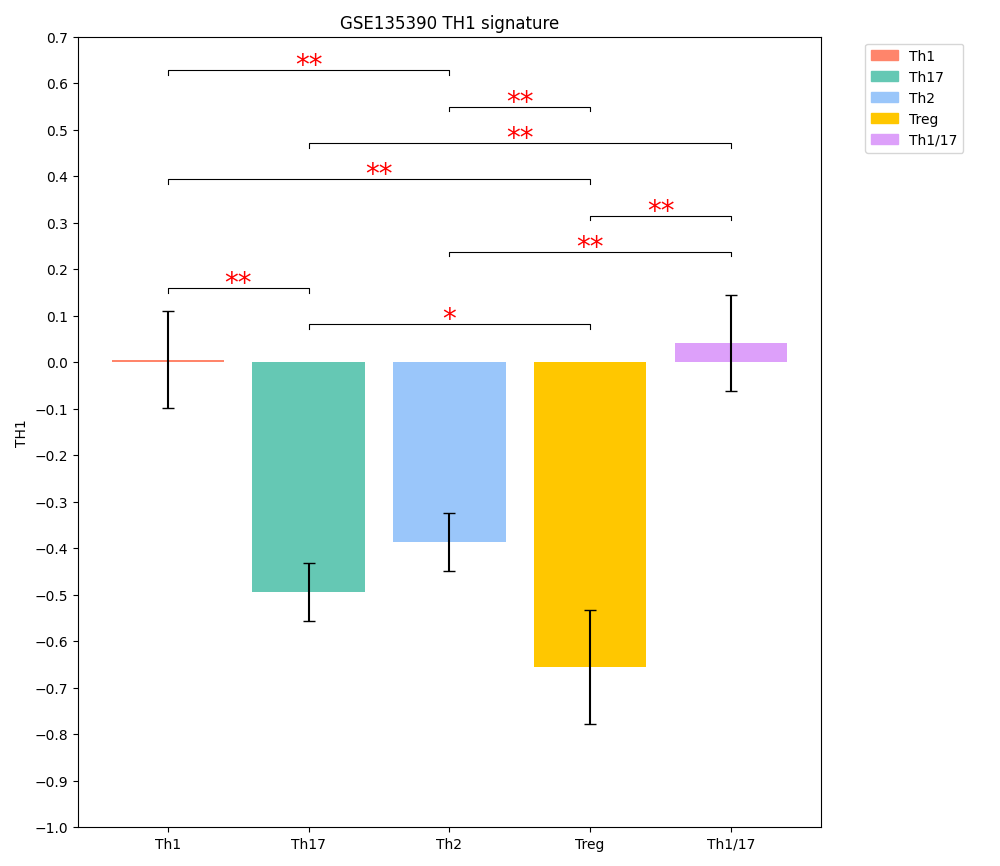 GSE135390 TH1 signature
TH1
0.7
0.6
0.5
0.4
0.3
0.2
0.1
0.0
−0.1
−0.2
−0.3
−0.4
−0.5
−0.6
−0.7
−0.8
−0.9
−1.0
**
**
**
**
**
**
**
*
Th1
Th17
Th2
Treg
Th1/17
Th1
Th17
Th2
Treg
Th1/17